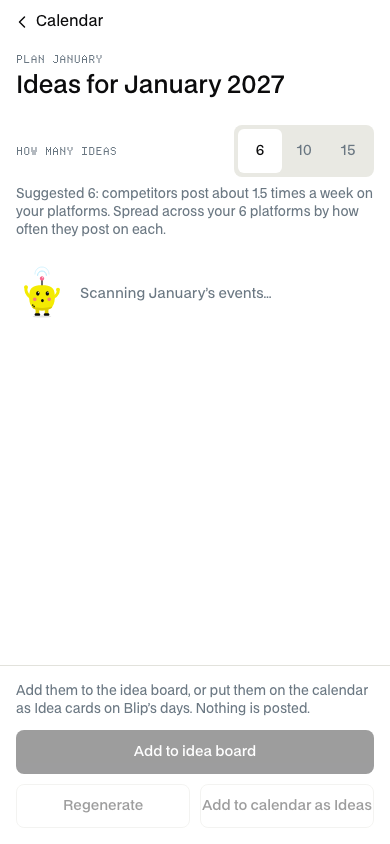 Calendar
PLAN JANUARY
Ideas for January 2027
HOW MANY IDEAS
6 10 15
Suggested 6: competitors post about 1.5 times a week on
your platforms. Spread across your 6 platforms by how
often they post on each.
Scanning January's events…
Add them to the idea board, or put them on the calendar
as Idea cards on Blip's days. Nothing is posted.
Add to idea board
Regenerate Add to calendar as Ideas